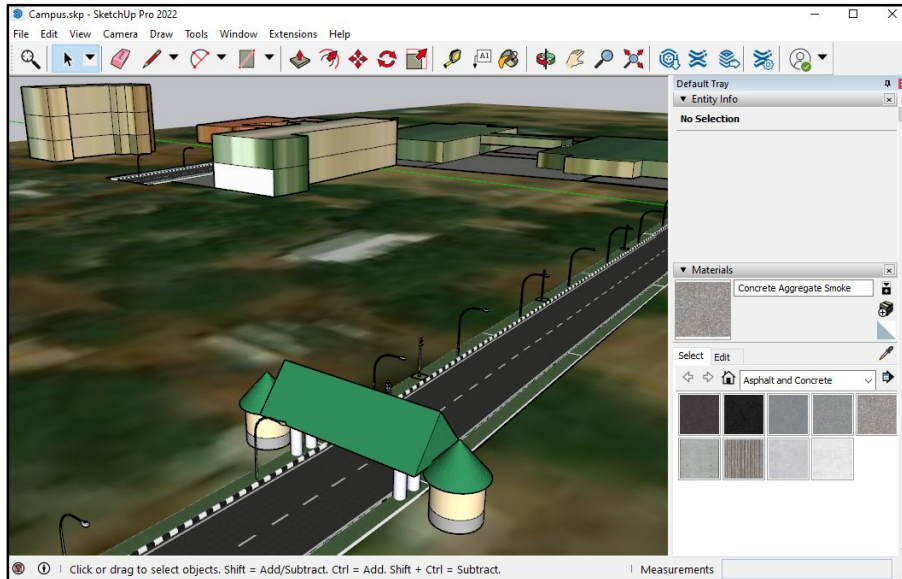 Campus.skp - SketchUp Pro 2022
File Edit View Camera Draw Tools Window Extensions Help
A1
Default Tray
Entity Info
No Selection
Materials
Concrete Aggregate Smoke
Select Edit
Asphalt and Concrete
Click or drag to select objects. Shift = Add/Subtract. Ctrl = Add. Shift + Ctrl = Subtract.
Measurements